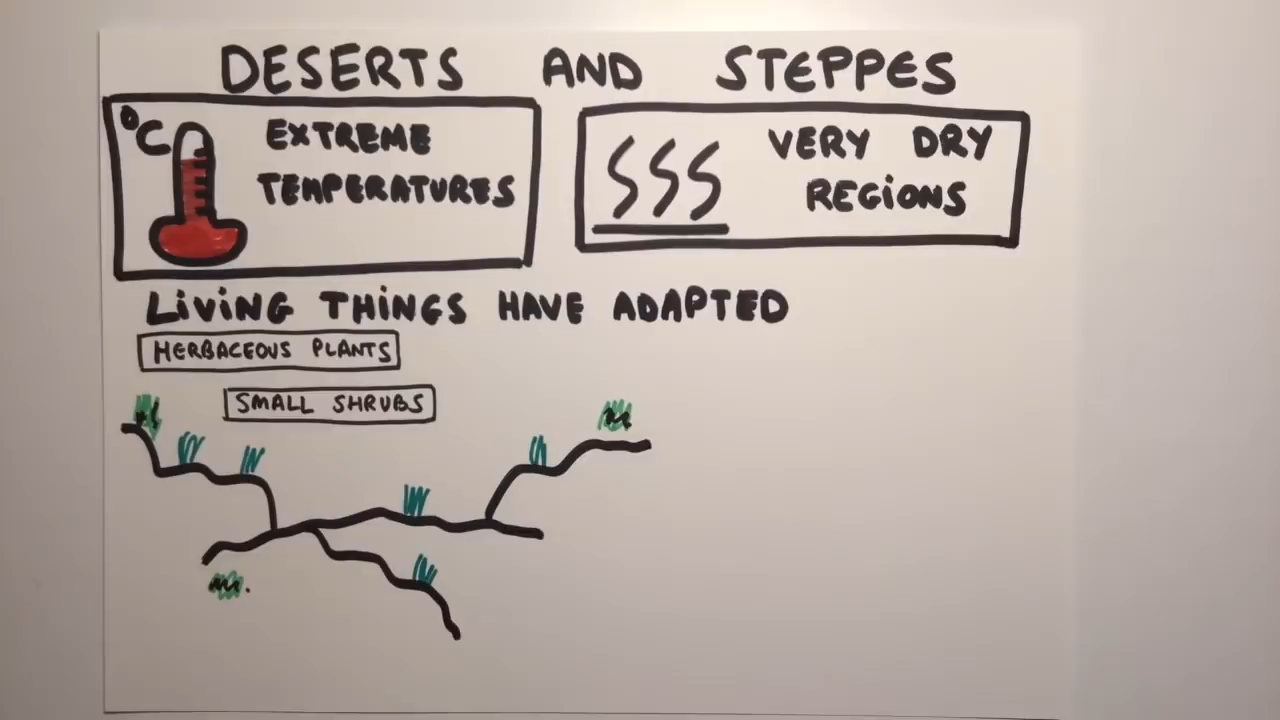 DESERTS AND STEPPES
°C
EXTREME
TEMPERATURES
VERY DRY
REGIONS
LIVING THINGS HAVE ADAPTED
HERBACEOUS PLANTS
SMALL SHRUBS